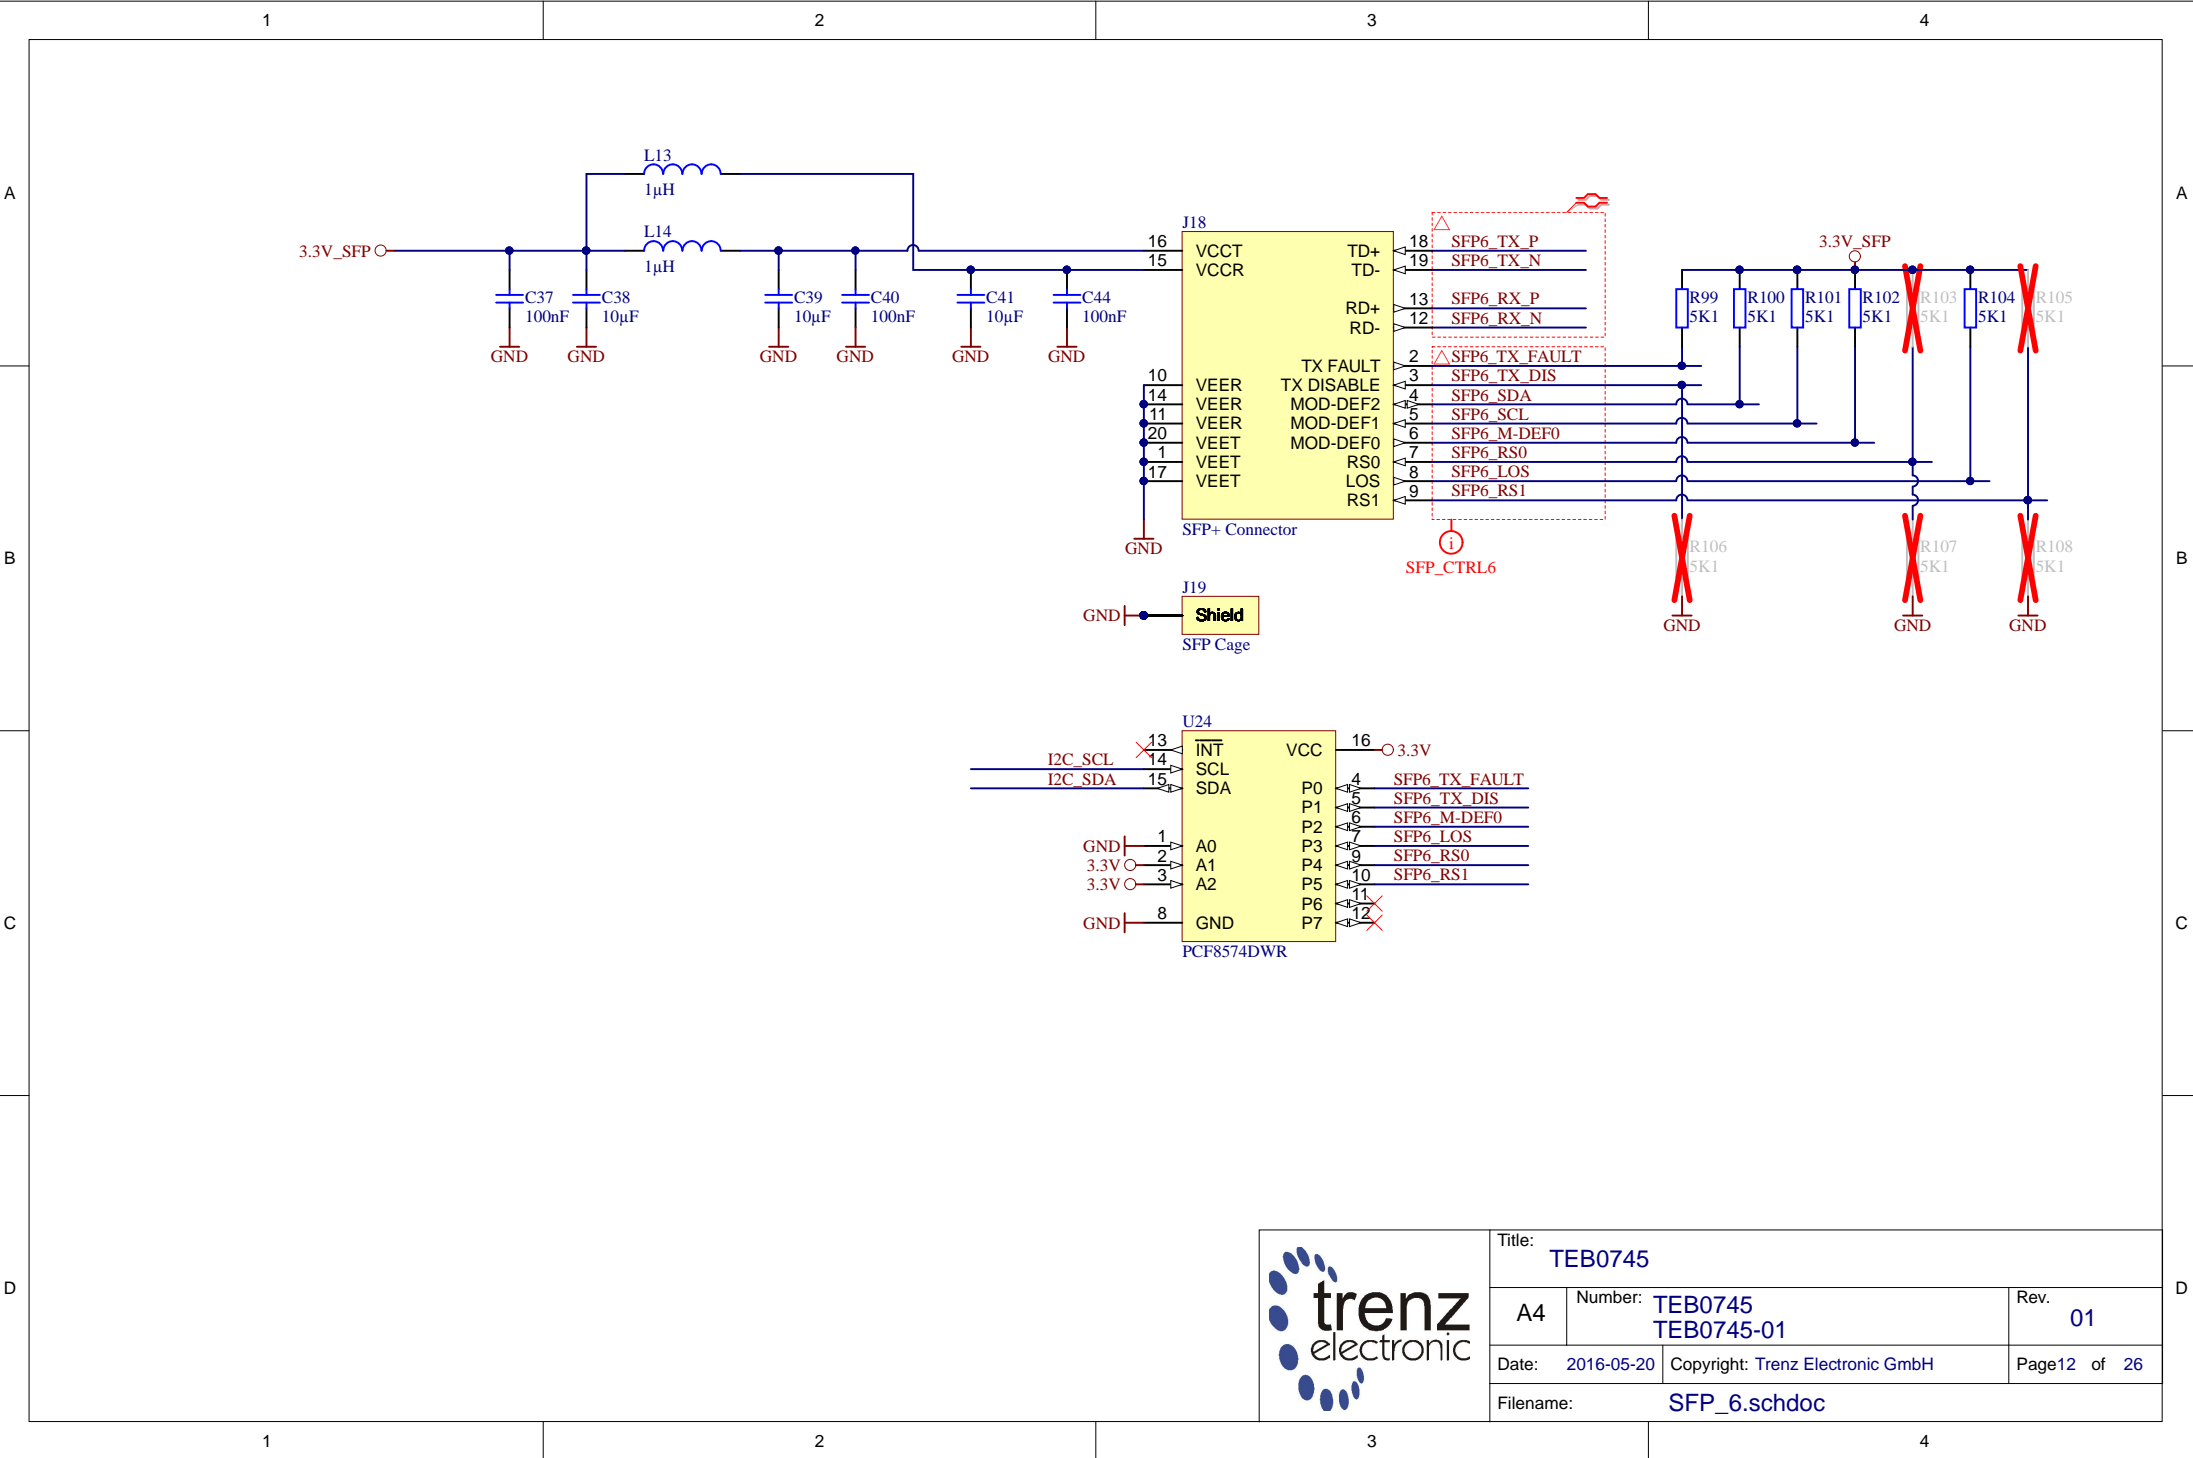 1 2 3 4
A A
L13
1µH
L14
1µH
3.3V_SFP
C37
100nF
C38
10µF
C39
10µF
C40
100nF
C41
10µF
C44
100nF
GND GND GND GND GND GND
J18
16 VCCT
15 VCCR
10 VEER
14 VEER
11 VEER
20 VEET
1 VEET
17 VEET
GND
TD+ 18 SFP6_TX_P
TD- 19 SFP6_TX_N
RD+ 13 SFP6_RX_P
RD- 12 SFP6_RX_N
TX FAULT 2 SFP6_TX_FAULT
TX DISABLE 3 SFP6_TX_DIS
MOD-DEF2 4 SFP6_SDA
MOD-DEF1 5 SFP6_SCL
MOD-DEF0 6 SFP6_M-DEF0
RS0 7 SFP6_RS0
LOS 8 SFP6_LOS
RS1 9 SFP6_RS1
SFP+ Connector
i
SFP_CTRL6
3.3V_SFP
R99
5K1
R100
5K1
R101
5K1
R102
5K1
R103
5K1
R104
5K1
R105
5K1
R106
5K1
R107
5K1
R108
5K1
GND GND GND
B B
J19
GND Shield
SFP Cage
U24
13 INT
I2C_SCL 14 SCL
I2C_SDA 15 SDA
GND 1 A0
3.3V 2 A1
3.3V 3 A2
GND 8 GND
VCC 16 3.3V
P0 4 SFP6_TX_FAULT
P1 5 SFP6_TX_DIS
P2 6 SFP6_M-DEF0
P3 7 SFP6_LOS
P4 9 SFP6_RS0
P5 10 SFP6_RS1
P6 11
P7 12
PCF8574DWR
C C
D D
trenz
electronic
Title:
TEB0745
A4
Number: TEB0745
TEB0745-01
Rev.
01
Date: 2016-05-20 Copyright: Trenz Electronic GmbH Page12 of 26
Filename: SFP_6.schdoc
1 2 3 4